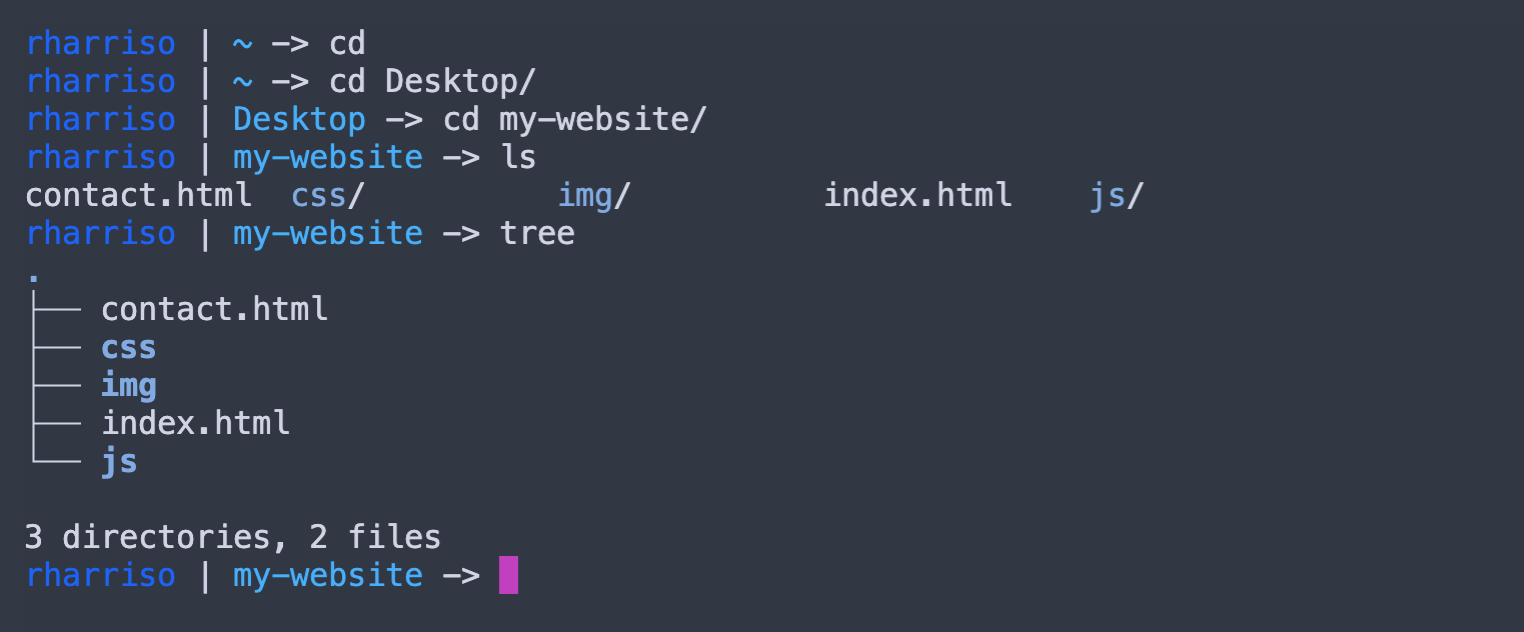 rharriso | ~ -> cd
rharriso | ~ -> cd Desktop/
rharriso | Desktop -> cd my-website/
rharriso | my-website -> ls
contact.html  css/          img/          index.html    js/
rharriso | my-website -> tree
.
├── contact.html
├── css
├── img
├── index.html
└── js

3 directories, 2 files
rharriso | my-website ->